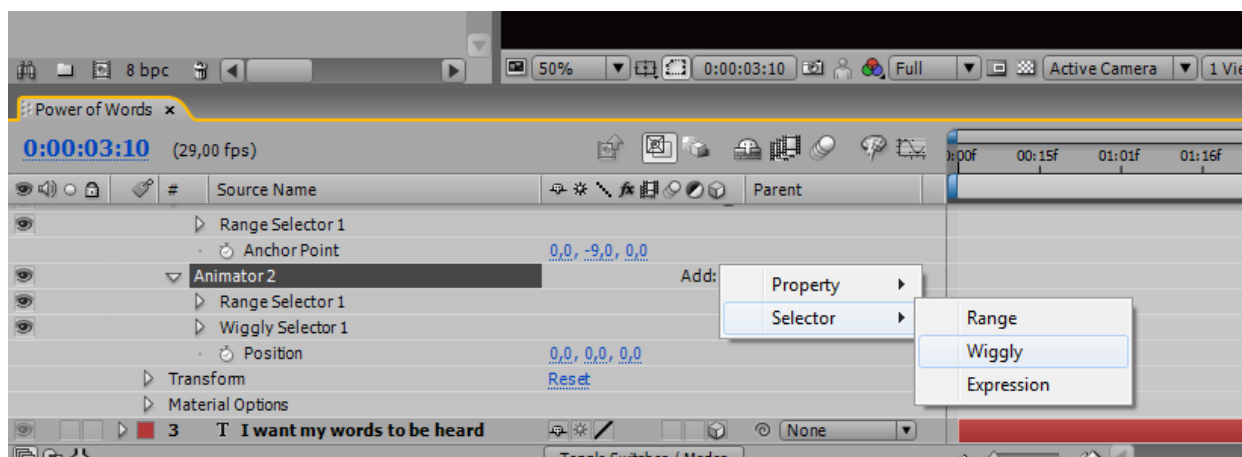 8 bpc
50% 0:00:03:10 Full Active Camera 1 Vie
Power of Words ×
0:00:03:10 (29,00 fps)
):00f 00:15f 01:01f 01:16f
# Source Name Parent
Range Selector 1
Anchor Point 0,0, -9,0, 0,0
Animator 2 Add:
Property
Range Selector 1
Selector
Range
Wiggly Selector 1
Wiggly
Position 0,0, 0,0, 0,0
Expression
Transform Reset
Material Options
3 T I want my words to be heard None
Toggle Switches / Modes